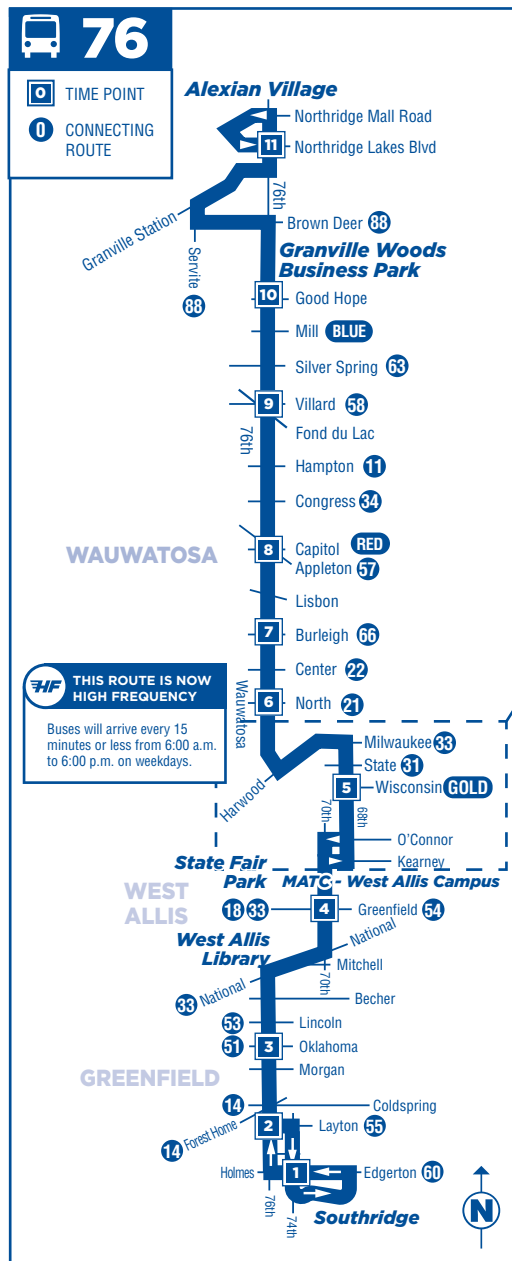 76
0 TIME POINT
0 CONNECTING
ROUTE
Alexian Village
Northridge Mall Road
11 Northridge Lakes Blvd
76th
Granville Station
Brown Deer 88
Servite
88
Granville Woods
Business Park
10 Good Hope
Mill BLUE
Silver Spring 63
9 Villard 58
Fond du Lac
76th
Hampton 11
Congress 34
WAUWATOSA
8 Capitol RED
Appleton 57
Lisbon
7 Burleigh 66
HF THIS ROUTE IS NOW
HIGH FREQUENCY
Buses will arrive every 15
minutes or less from 6:00 a.m.
to 6:00 p.m. on weekdays.
Center 22
Wauwatosa
6 North 21
Milwaukee 33
State 31
Harwood
5 Wisconsin GOLD
70th
68th
O'Connor
Kearney
State Fair
Park
MATC - West Allis Campus
WEST
ALLIS
18 33
4 Greenfield 54
West Allis
Library
National
Mitchell
70th
33 National
Becher
53 Lincoln
51 3 Oklahoma
Morgan
GREENFIELD
14 Coldspring
14 Forest Home
2 Layton 55
Holmes
1 Edgerton 60
76th
74th
Southridge
N